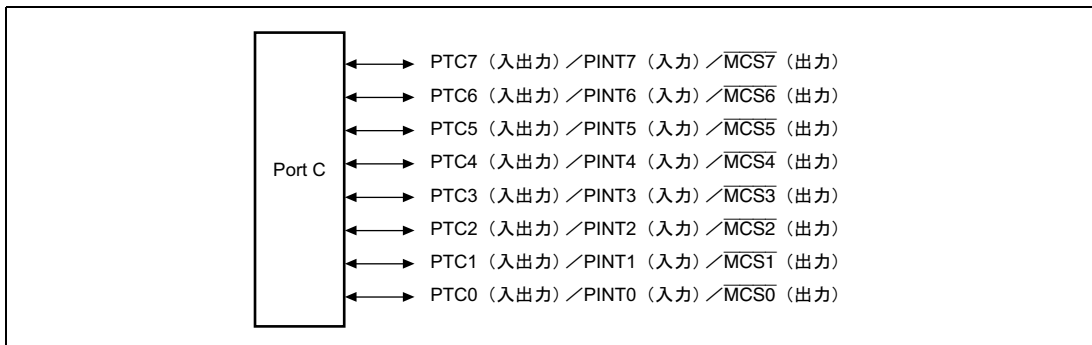 Port C
PTC7（入出力）／PINT7（入力）／MCS7（出力）
PTC6（入出力）／PINT6（入力）／MCS6（出力）
PTC5（入出力）／PINT5（入力）／MCS5（出力）
PTC4（入出力）／PINT4（入力）／MCS4（出力）
PTC3（入出力）／PINT3（入力）／MCS3（出力）
PTC2（入出力）／PINT2（入力）／MCS2（出力）
PTC1（入出力）／PINT1（入力）／MCS1（出力）
PTC0（入出力）／PINT0（入力）／MCS0（出力）